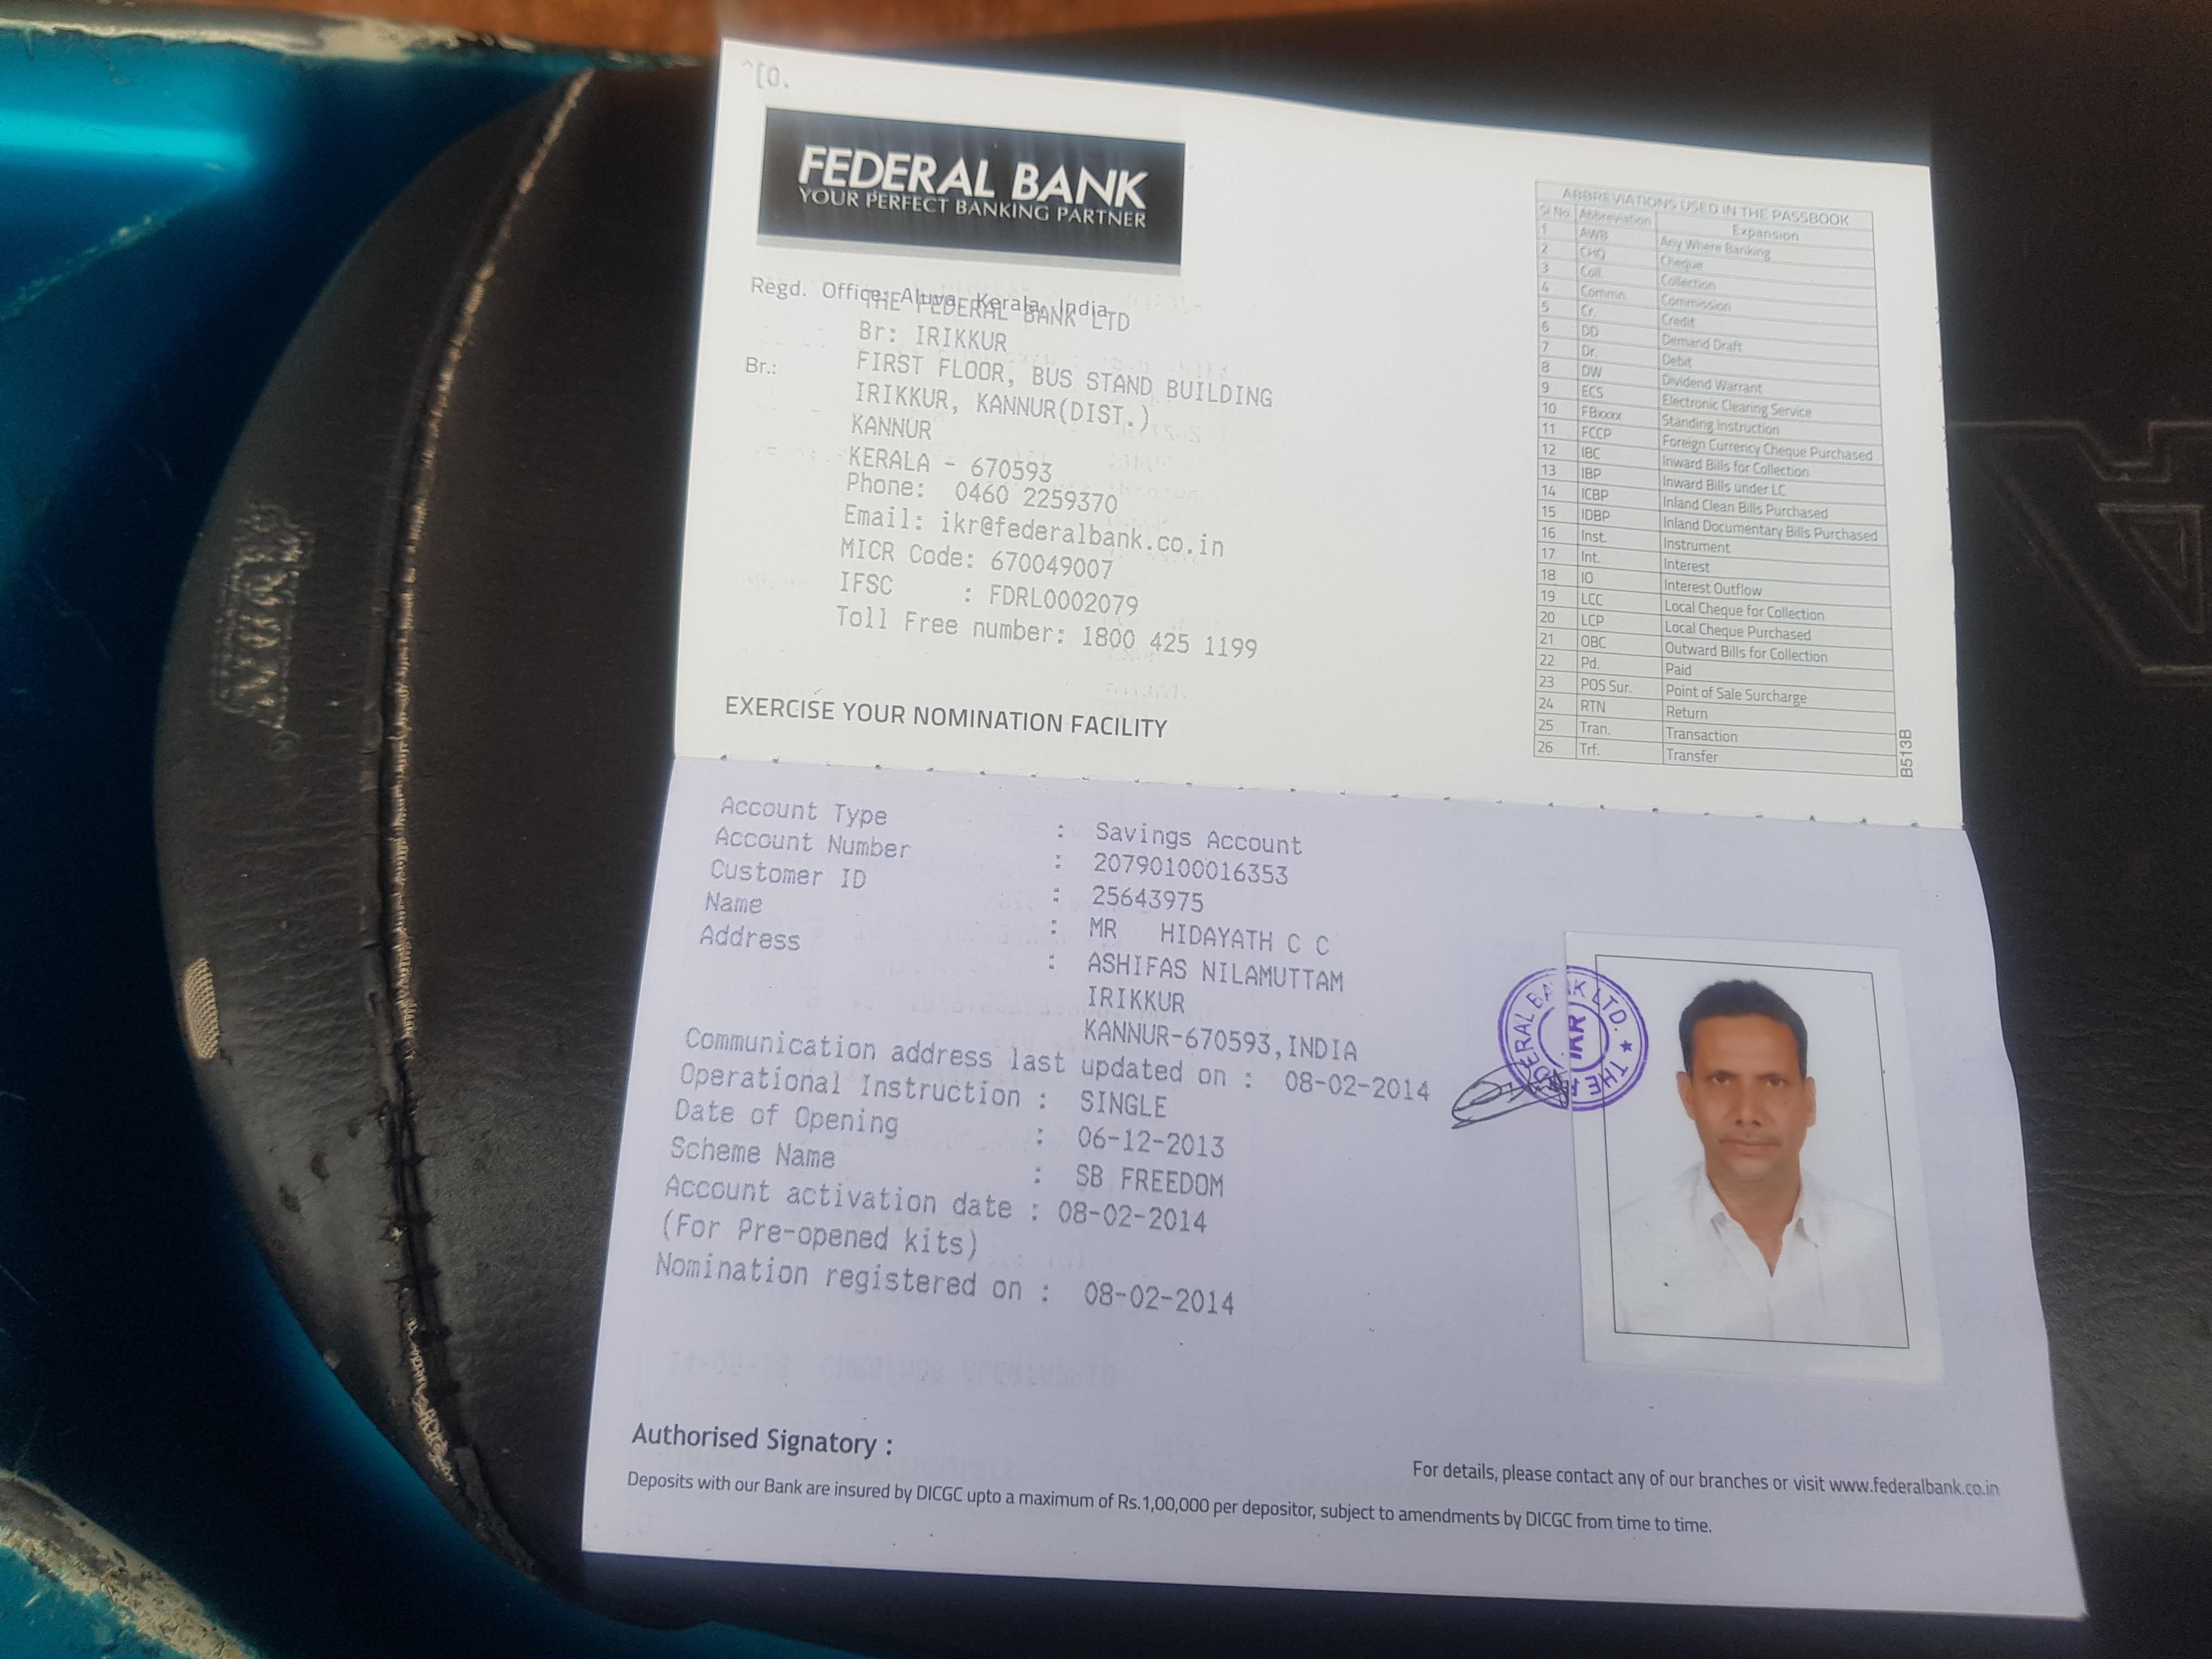 ^[0.
FEDERAL BANK
YOUR PERFECT BANKING PARTNER
Regd. Office: Aluva, Kerala, India
THE FEDERAL BANK LTD
Br: IRIKKUR
Br.: FIRST FLOOR, BUS STAND BUILDING
IRIKKUR, KANNUR(DIST.)
KANNUR
KERALA - 670593
Phone: 0460 2259370
Email: ikr@federalbank.co.in
MICR Code: 670049007
IFSC : FDRL0002079
Toll Free number: 1800 425 1199
EXERCISE YOUR NOMINATION FACILITY
ABBREVIATIONS USED IN THE PASSBOOK
Sl No Abbreviation Expansion
1 AWB Any Where Banking
2 CHQ Cheque
3 Coll. Collection
4 Commn. Commission
5 Cr. Credit
6 DD Demand Draft
7 Dr. Debit
8 DW Dividend Warrant
9 ECS Electronic Clearing Service
10 FBxxxx Standing Instruction
11 FCCP Foreign Currency Cheque Purchased
12 IBC Inward Bills for Collection
13 IBP Inward Bills under LC
14 ICBP Inland Clean Bills Purchased
15 IDBP Inland Documentary Bills Purchased
16 Inst. Instrument
17 Int. Interest
18 IO Interest Outflow
19 LCC Local Cheque for Collection
20 LCP Local Cheque Purchased
21 OBC Outward Bills for Collection
22 Pd. Paid
23 POS Sur. Point of Sale Surcharge
24 RTN Return
25 Tran. Transaction
26 Trf. Transfer
B513B
Account Type : Savings Account
Account Number : 20790100016353
Customer ID : 25643975
Name : MR HIDAYATH C C
Address : ASHIFAS NILAMUTTAM
IRIKKUR
KANNUR-670593,INDIA
Communication address last updated on : 08-02-2014
Operational Instruction : SINGLE
Date of Opening : 06-12-2013
Scheme Name : SB FREEDOM
Account activation date : 08-02-2014
(For Pre-opened kits)
Nomination registered on : 08-02-2014
THE FEDERAL BANK LTD. ★
IKR
Authorised Signatory :
For details, please contact any of our branches or visit www.federalbank.co.in
Deposits with our Bank are insured by DICGC upto a maximum of Rs.1,00,000 per depositor, subject to amendments by DICGC from time to time.